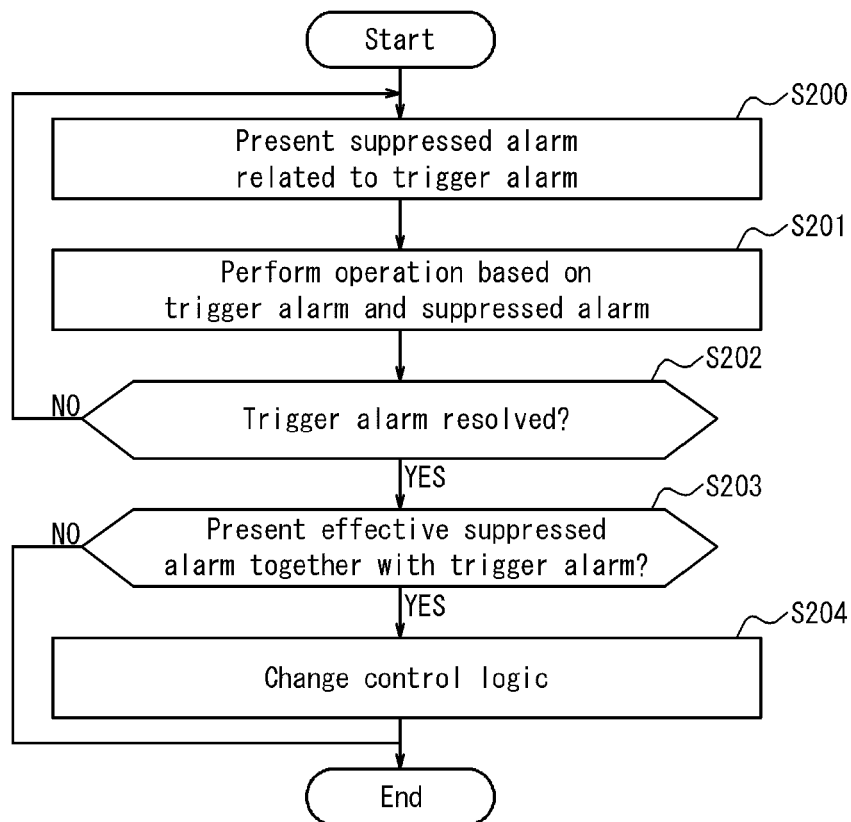 Start
S200
Present suppressed alarm
related to trigger alarm
S201
Perform operation based on
trigger alarm and suppressed alarm
S202
NO
Trigger alarm resolved?
YES
S203
NO
Present effective suppressed
alarm together with trigger alarm?
YES
S204
Change control logic
End